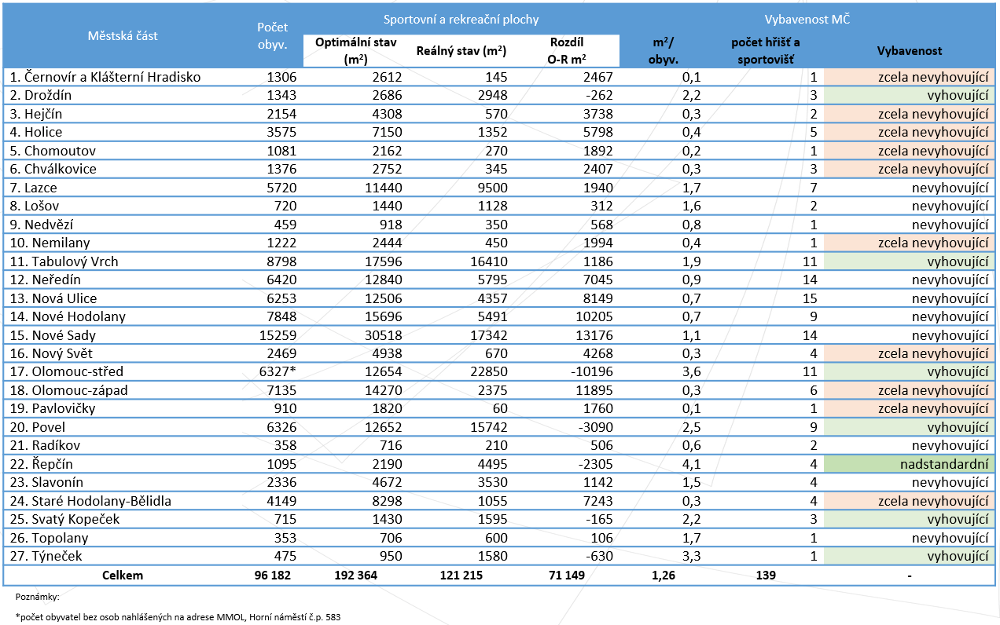 Městská část Počet obyv. Sportovní a rekreační plochy Vybavenost MČ
Optimální stav (m²) Reálný stav (m²) Rozdíl O-R m² m²/ obyv. počet hřišť a sportovišť Vybavenost
1. Černovír a Klášterní Hradisko 1306 2612 145 2467 0,1 1 zcela nevyhovující
2. Droždín 1343 2686 2948 -262 2,2 3 vyhovující
3. Hejčín 2154 4308 570 3738 0,3 2 zcela nevyhovující
4. Holice 3575 7150 1352 5798 0,4 5 zcela nevyhovující
5. Chomoutov 1081 2162 270 1892 0,2 1 zcela nevyhovující
6. Chválkovice 1376 2752 345 2407 0,3 3 zcela nevyhovující
7. Lazce 5720 11440 9500 1940 1,7 7 nevyhovující
8. Lošov 720 1440 1128 312 1,6 2 nevyhovující
9. Nedvězí 459 918 350 568 0,8 1 nevyhovující
10. Nemilany 1222 2444 450 1994 0,4 1 zcela nevyhovující
11. Tabulový Vrch 8798 17596 16410 1186 1,9 11 vyhovující
12. Neředín 6420 12840 5795 7045 0,9 14 nevyhovující
13. Nová Ulice 6253 12506 4357 8149 0,7 15 nevyhovující
14. Nové Hodolany 7848 15696 5491 10205 0,7 9 nevyhovující
15. Nové Sady 15259 30518 17342 13176 1,1 14 nevyhovující
16. Nový Svět 2469 4938 670 4268 0,3 4 zcela nevyhovující
17. Olomouc-střed 6327* 12654 22850 -10196 3,6 11 vyhovující
18. Olomouc-západ 7135 14270 2375 11895 0,3 6 zcela nevyhovující
19. Pavlovičky 910 1820 60 1760 0,1 1 zcela nevyhovující
20. Povel 6326 12652 15742 -3090 2,5 9 vyhovující
21. Radíkov 358 716 210 506 0,6 2 nevyhovující
22. Řepčín 1095 2190 4495 -2305 4,1 4 nadstandardní
23. Slavonín 2336 4672 3530 1142 1,5 4 nevyhovující
24. Staré Hodolany-Bělidla 4149 8298 1055 7243 0,3 4 zcela nevyhovující
25. Svatý Kopeček 715 1430 1595 -165 2,2 3 vyhovující
26. Topolany 353 706 600 106 1,7 1 nevyhovující
27. Týneček 475 950 1580 -630 3,3 1 vyhovující
Celkem 96 182 192 364 121 215 71 149 1,26 139 -
Poznámky:
*počet obyvatel bez osob nahlášených na adrese MMOL, Horní náměstí č.p. 583